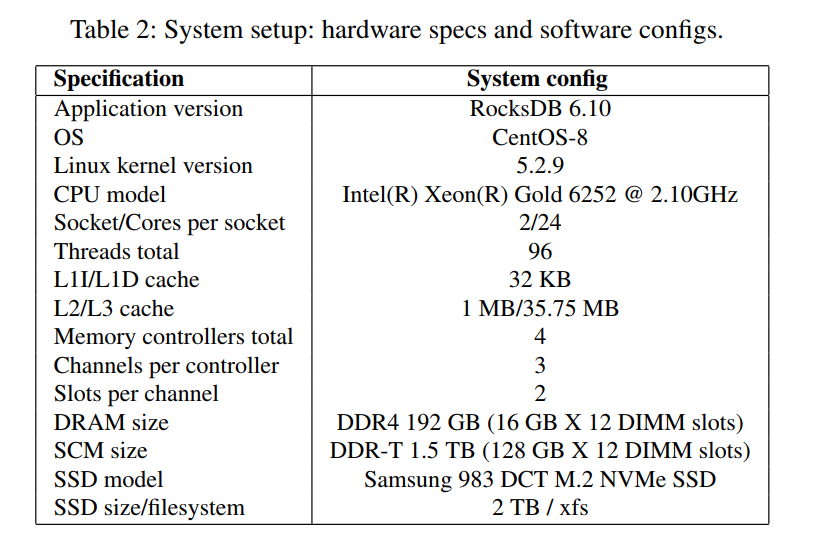 Table 2: System setup: hardware specs and software configs.
Specification System config
Application version RocksDB 6.10
OS CentOS-8
Linux kernel version 5.2.9
CPU model Intel(R) Xeon(R) Gold 6252 @ 2.10GHz
Socket/Cores per socket 2/24
Threads total 96
L1I/L1D cache 32 KB
L2/L3 cache 1 MB/35.75 MB
Memory controllers total 4
Channels per controller 3
Slots per channel 2
DRAM size DDR4 192 GB (16 GB X 12 DIMM slots)
SCM size DDR-T 1.5 TB (128 GB X 12 DIMM slots)
SSD model Samsung 983 DCT M.2 NVMe SSD
SSD size/filesystem 2 TB / xfs